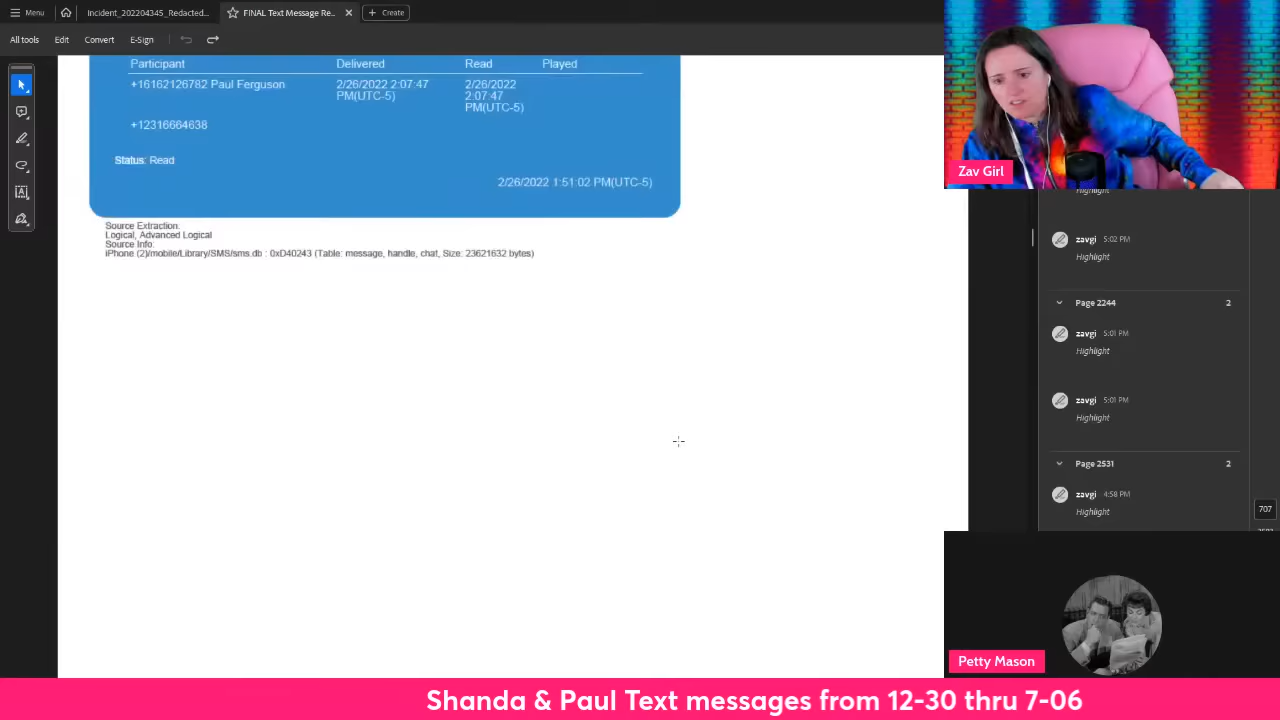 Menu
Incident_202204345_Redacted...
FINAL Text Message Re...
Create
All tools Edit Convert E-Sign
Participant Delivered Read Played
+16162126782 Paul Ferguson 2/26/2022 2:07:47 PM(UTC-5) 2/26/2022 2:07:47 PM(UTC-5)
+12316664638
Status: Read
2/26/2022 1:51:02 PM(UTC-5)
Source Extraction:
Logical, Advanced Logical
Source Info:
iPhone (2)/mobile/Library/SMS/sms.db : 0xD40243 (Table: message, handle, chat, Size: 23621632 bytes)
Zav Girl
Highlight
zavgi 5:02 PM
Highlight
Page 2244 2
zavgi 5:01 PM
Highlight
zavgi 5:01 PM
Highlight
Page 2531 2
zavgi 4:58 PM
Highlight
707
Petty Mason
Shanda & Paul Text messages from 12-30 thru 7-06